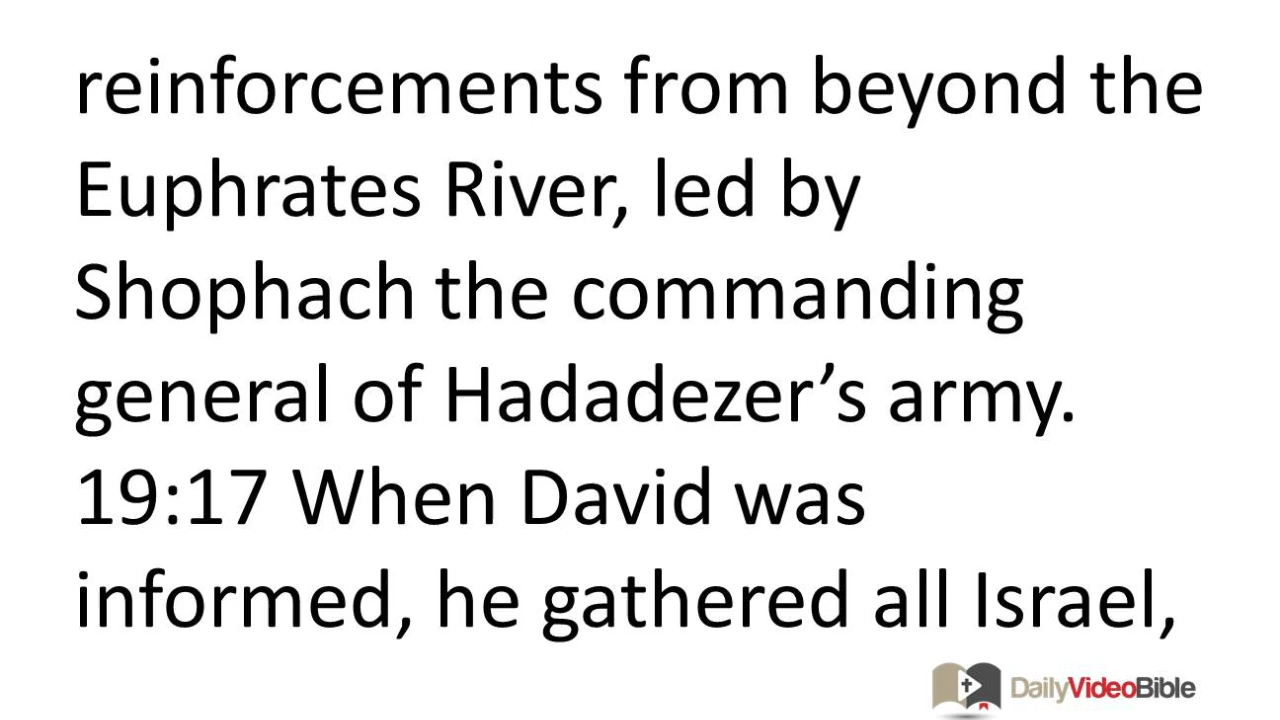 reinforcements from beyond the
Euphrates River, led by
Shophach the commanding
general of Hadadezer’s army.
19:17 When David was
informed, he gathered all Israel,
DailyVideoBible